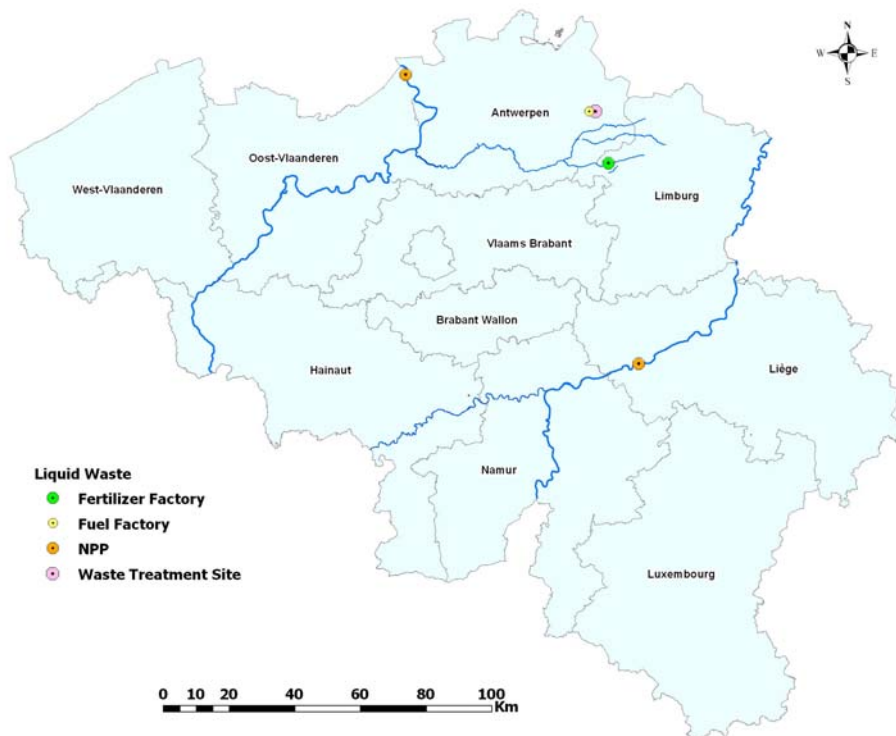 N
W E
S
Antwerpen
Oost-Vlaanderen
West-Vlaanderen
Limburg
Vlaams Brabant
Brabant Wallon
Hainaut
Liège
Namur
Luxembourg
Liquid Waste
Fertilizer Factory
Fuel Factory
NPP
Waste Treatment Site
0 10 20 40 60 80 100
Km